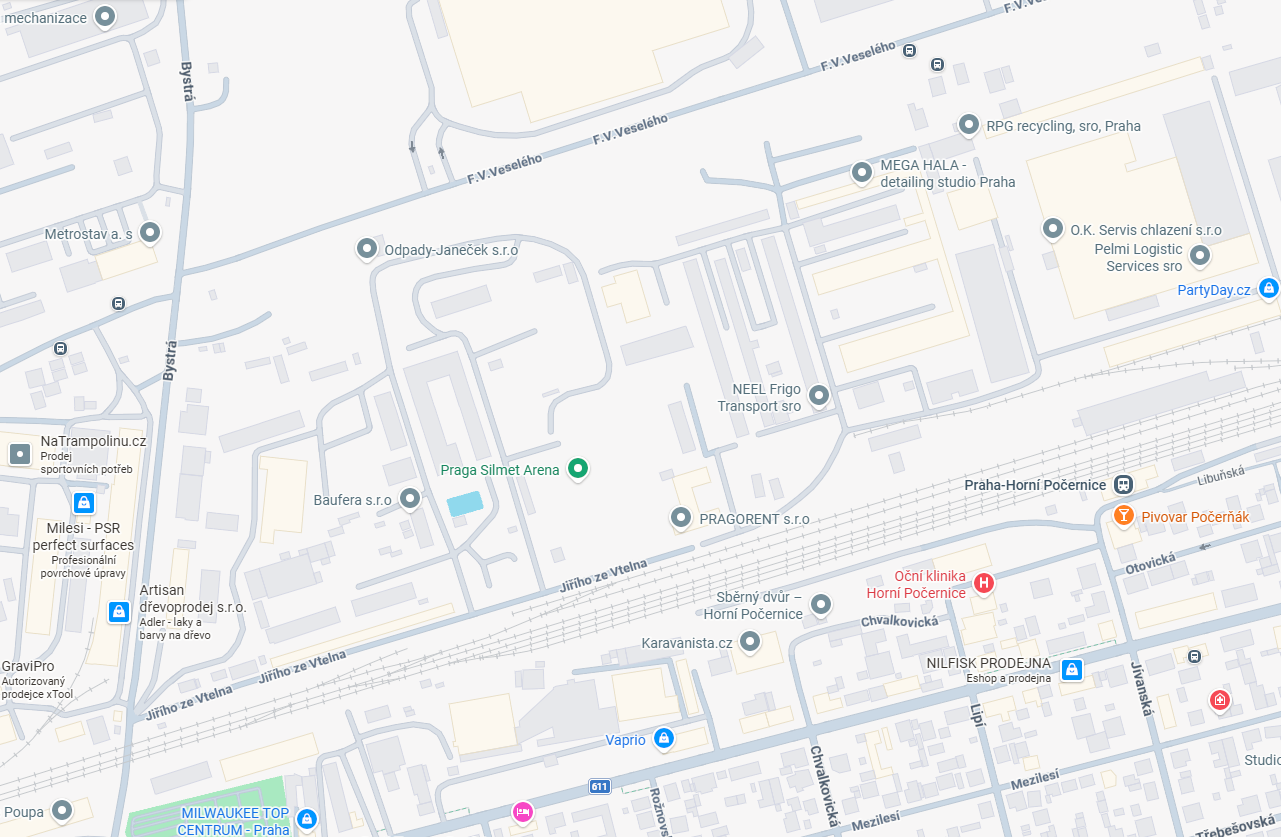 mechanizace
F.V.Veselého
F.V.Veselého
Bystrá
F.V.Veselého
RPG recycling, sro, Praha
F.V.Veselého
MEGA HALA -
detailing studio Praha
Metrostav a. s
O.K. Servis chlazení s.r.o
Odpady-Janeček s.r.o
Pelmi Logistic
Services sro
PartyDay.cz
Bystrá
NEEL Frigo
Transport sro
NaTrampolinu.cz
Prodej
sportovních potřeb
Praga Silmet Arena
Libuňská
Praha-Horní Počernice
Baufera s.r.o
PRAGORENT s.r.o
Pivovar Počerňák
Milesi - PSR
perfect surfaces
Profesionální
povrchové úpravy
Otovická
Jiřího ze Vtelna
Oční klinika
Horní Počernice
Artisan
dřevoprodej s.r.o.
Adler - laky a
barvy na dřevo
Sběrný dvůr –
Horní Počernice
Chvalkovická
Karavanista.cz
GraviPro
Autorizovaný
prodejce xTool
Jiřího ze Vtelna
NILFISK PRODEJNA
Eshop a prodejna
Jívanská
Jiřího ze Vtelna
Lipí
Vaprio
Chvalkovická
Studio
611
Mezilesí
Rožnovs
Poupa
MILWAUKEE TOP
CENTRUM - Praha
Mezilesí
Třebešovská